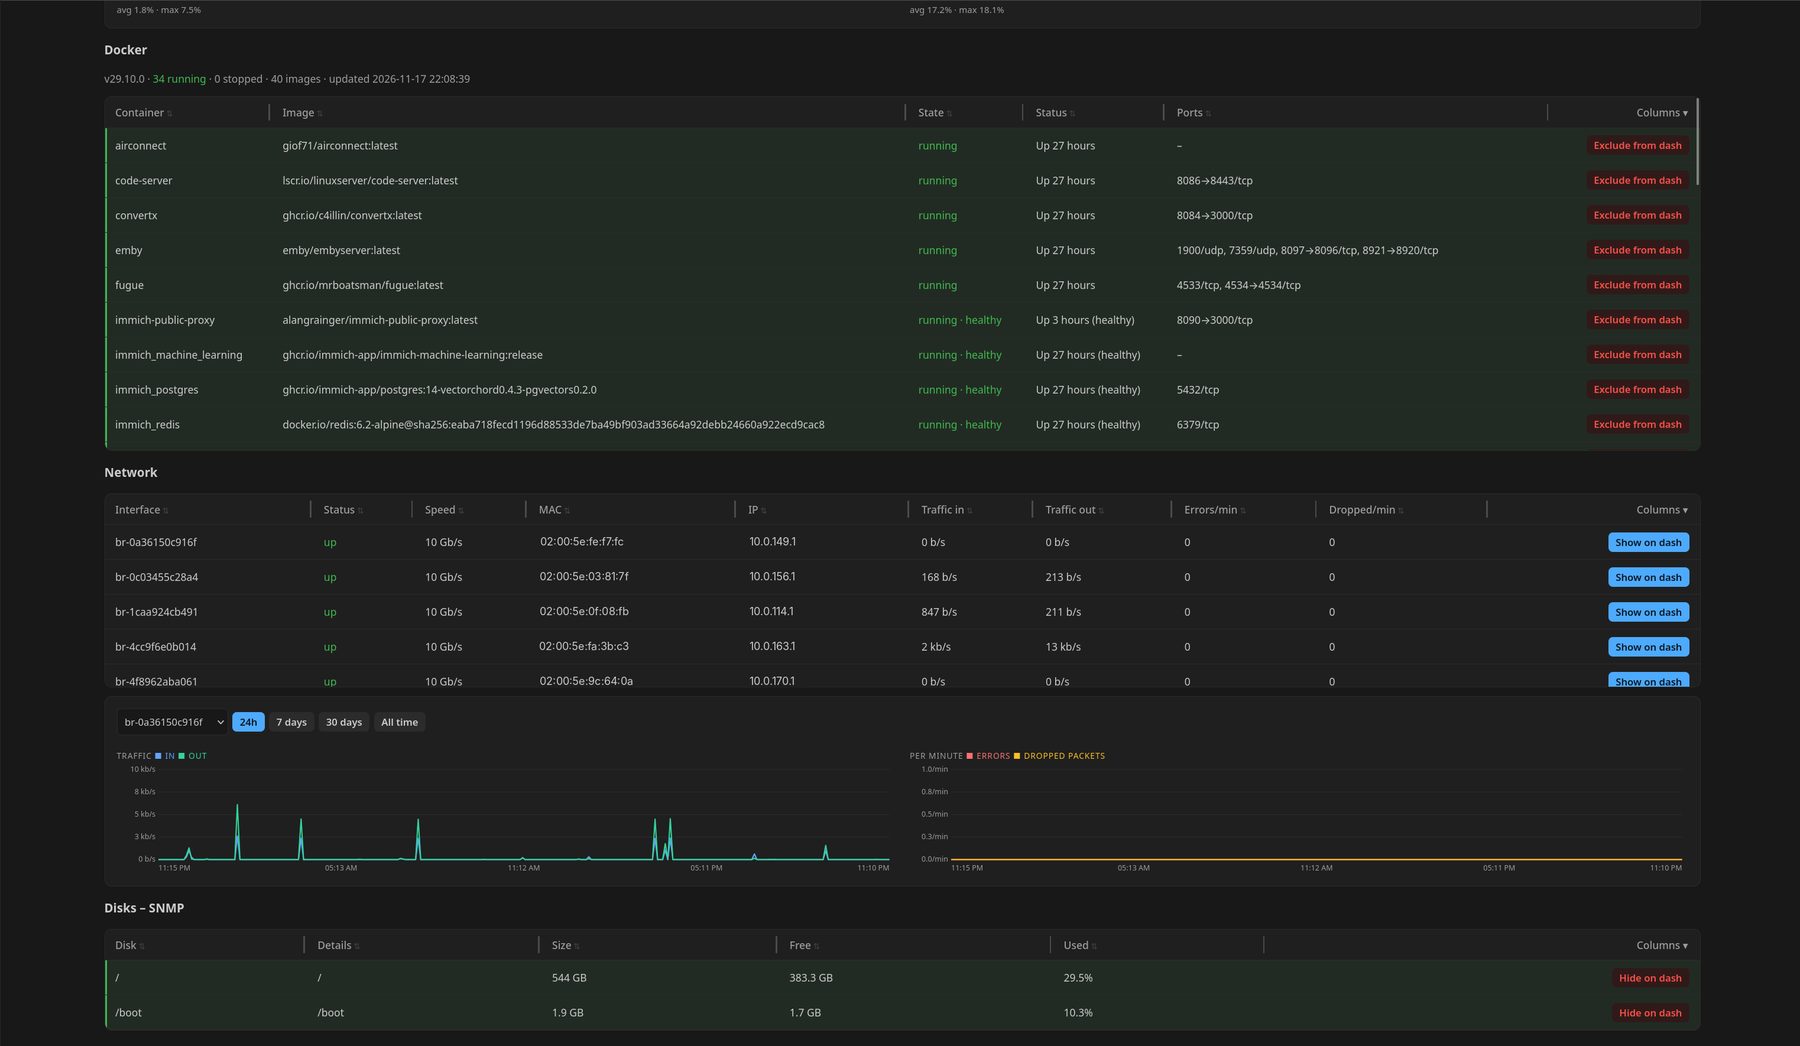 avg 1.8% · max 7.5% avg 17.2% · max 18.1%
Docker
v29.10.0 · 34 running · 0 stopped · 40 images · updated 2026-11-17 22:08:39
Container Image State Status Ports Columns ▾
airconnect giof71/airconnect:latest running Up 27 hours – Exclude from dash
code-server lscr.io/linuxserver/code-server:latest running Up 27 hours 8086→8443/tcp Exclude from dash
convertx ghcr.io/c4illin/convertx:latest running Up 27 hours 8084→3000/tcp Exclude from dash
emby emby/embyserver:latest running Up 27 hours 1900/udp, 7359/udp, 8097→8096/tcp, 8921→8920/tcp Exclude from dash
fugue ghcr.io/mrboatsman/fugue:latest running Up 27 hours 4533/tcp, 4534→4534/tcp Exclude from dash
immich-public-proxy alangrainger/immich-public-proxy:latest running · healthy Up 3 hours (healthy) 8090→3000/tcp Exclude from dash
immich_machine_learning ghcr.io/immich-app/immich-machine-learning:release running · healthy Up 27 hours (healthy) – Exclude from dash
immich_postgres ghcr.io/immich-app/postgres:14-vectorchord0.4.3-pgvectors0.2.0 running · healthy Up 27 hours (healthy) 5432/tcp Exclude from dash
immich_redis docker.io/redis:6.2-alpine@sha256:eaba718fecd1196d88533de7ba49bf903ad33664a92debb24660a922ecd9cac8 running · healthy Up 27 hours (healthy) 6379/tcp Exclude from dash
Network
Interface Status Speed MAC IP Traffic in Traffic out Errors/min Dropped/min Columns ▾
br-0a36150c916f up 10 Gb/s 02:00:5e:fe:f7:fc 10.0.149.1 0 b/s 0 b/s 0 0 Show on dash
br-0c03455c28a4 up 10 Gb/s 02:00:5e:03:81:7f 10.0.156.1 168 b/s 213 b/s 0 0 Show on dash
br-1caa924cb491 up 10 Gb/s 02:00:5e:0f:08:fb 10.0.114.1 847 b/s 211 b/s 0 0 Show on dash
br-4cc9f6e0b014 up 10 Gb/s 02:00:5e:fa:3b:c3 10.0.163.1 2 kb/s 13 kb/s 0 0 Show on dash
br-4f8962aba061 up 10 Gb/s 02:00:5e:9c:64:0a 10.0.170.1 0 b/s 0 b/s 0 0 Show on dash
br-0a36150c916f 24h 7 days 30 days All time
TRAFFIC IN OUT PER MINUTE ERRORS DROPPED PACKETS
10 kb/s 1.0/min
8 kb/s 0.8/min
5 kb/s 0.5/min
3 kb/s 0.3/min
0 b/s 0.0/min
11:15 PM 05:13 AM 11:12 AM 05:11 PM 11:10 PM 11:15 PM 05:13 AM 11:12 AM 05:11 PM 11:10 PM
Disks – SNMP
Disk Details Size Free Used Columns ▾
/ / 544 GB 383.3 GB 29.5% Hide on dash
/boot /boot 1.9 GB 1.7 GB 10.3% Hide on dash